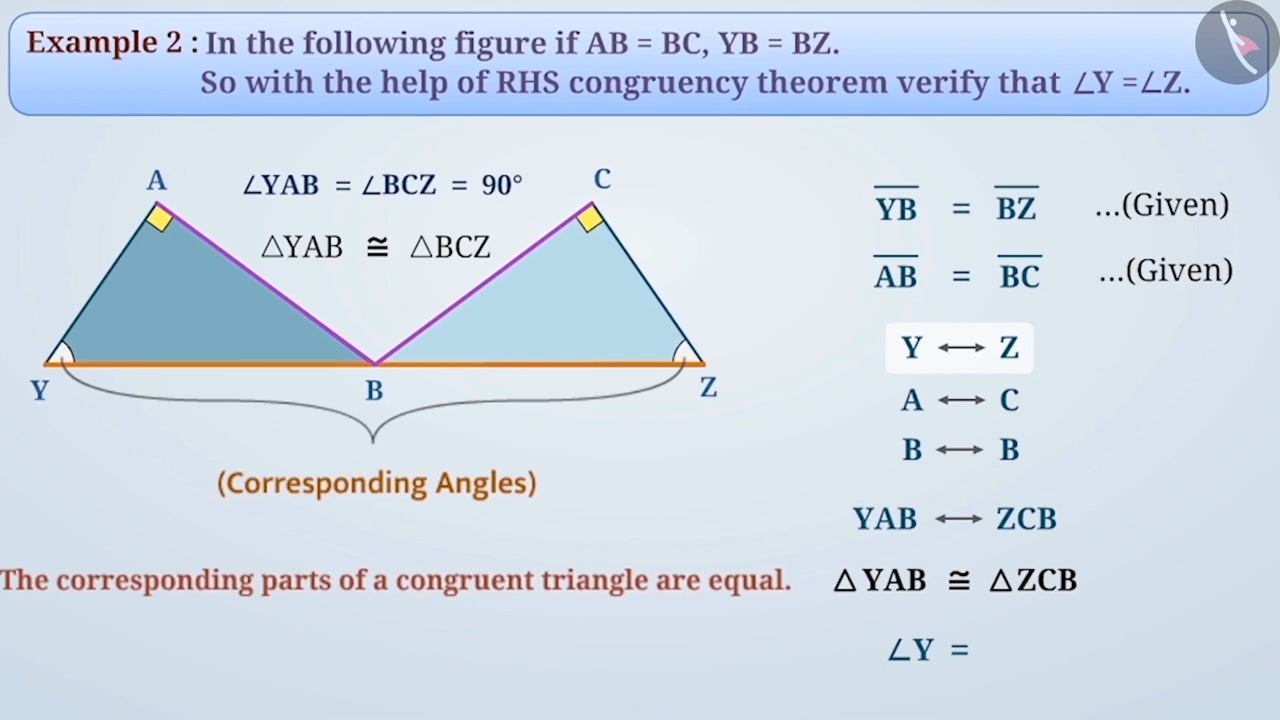 Example 2 : In the following figure if AB = BC, YB = BZ.
So with the help of RHS congruency theorem verify that ∠Y =∠Z.
A
∠YAB = ∠BCZ = 90°
C
△YAB ≅ △BCZ
Y
B
Z
(Corresponding Angles)
The corresponding parts of a congruent triangle are equal.
YB = BZ ...(Given)
AB = BC ...(Given)
Y ⟷ Z
A ⟷ C
B ⟷ B
YAB ⟷ ZCB
△YAB ≅ △ZCB
∠Y =